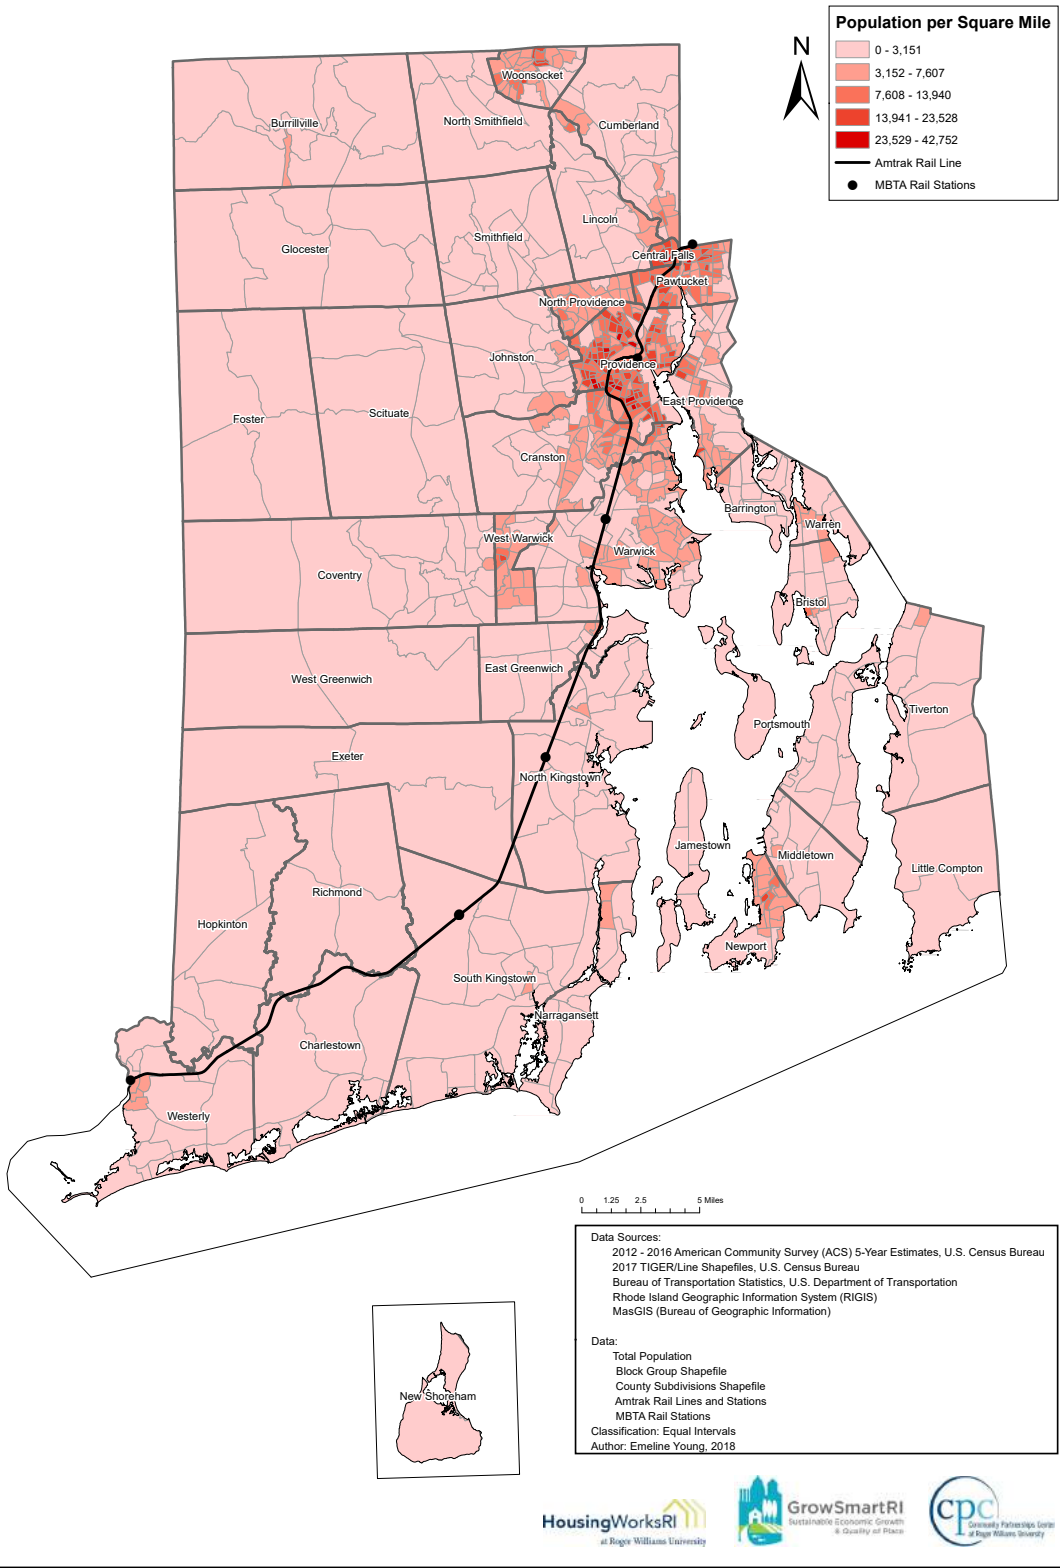 Population per Square Mile
0 - 3,151
3,152 - 7,607
7,608 - 13,940
13,941 - 23,528
23,529 - 42,752
Amtrak Rail Line
MBTA Rail Stations
N
Woonsocket
Burrillville
North Smithfield
Cumberland
Lincoln
Smithfield
Glocester
Central Falls
Pawtucket
North Providence
Johnston
Providence
East Providence
Foster
Scituate
Cranston
Barrington
Warren
West Warwick
Warwick
Coventry
Bristol
West Greenwich
East Greenwich
Tiverton
Portsmouth
Exeter
North Kingstown
Jamestown
Middletown
Little Compton
Richmond
Hopkinton
Newport
South Kingstown
Narragansett
Charlestown
Westerly
0 1.25 2.5 5 Miles
Data Sources:
2012 - 2016 American Community Survey (ACS) 5-Year Estimates, U.S. Census Bureau
2017 TIGER/Line Shapefiles, U.S. Census Bureau
Bureau of Transportation Statistics, U.S. Department of Transportation
Rhode Island Geographic Information System (RIGIS)
MasGIS (Bureau of Geographic Information)
Data:
Total Population
Block Group Shapefile
County Subdivisions Shapefile
Amtrak Rail Lines and Stations
MBTA Rail Stations
Classification: Equal Intervals
Author: Emeline Young, 2018
New Shoreham
HousingWorksRI
at Roger Williams University
GrowSmartRI
Sustainable Economic Growth
& Quality of Place
cpc
Community Partnerships Center
at Roger Williams University